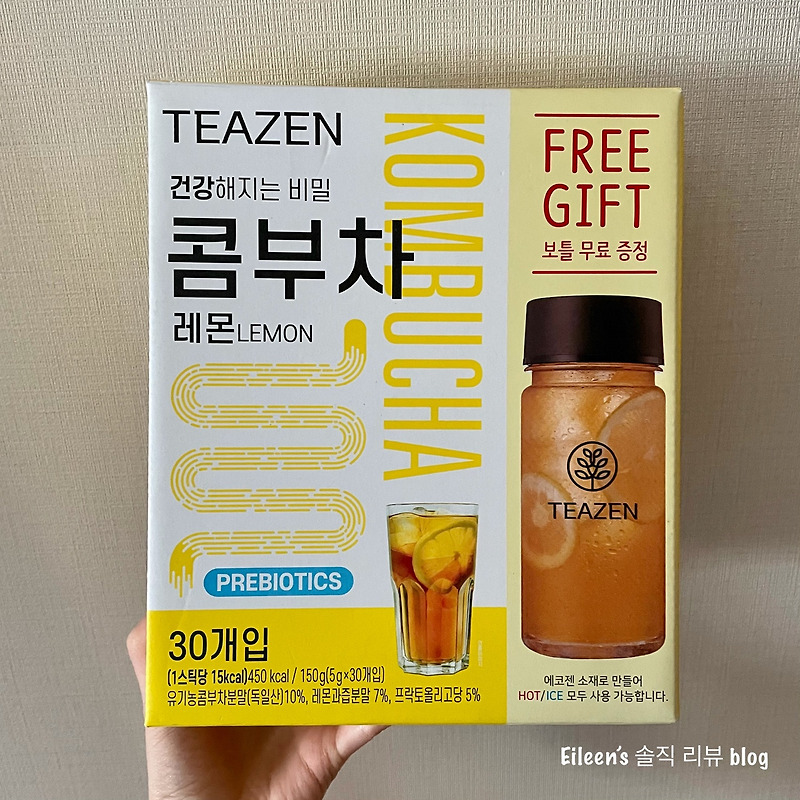 TEAZEN
건강해지는 비밀
콤부차
레몬LEMON
KOMBUCHA
PREBIOTICS
30개입
(1스틱당 15kcal)450 kcal / 150g(5g×30개입)
유기농콤부차분말(독일산)10%, 레몬과즙분말 7%, 프락토올리고당 5%
FREE
GIFT
보틀 무료 증정
TEAZEN
에코젠 소재로 만들어
HOT/ICE 모두 사용 가능합니다.
Eileen's 솔직 리뷰 blog